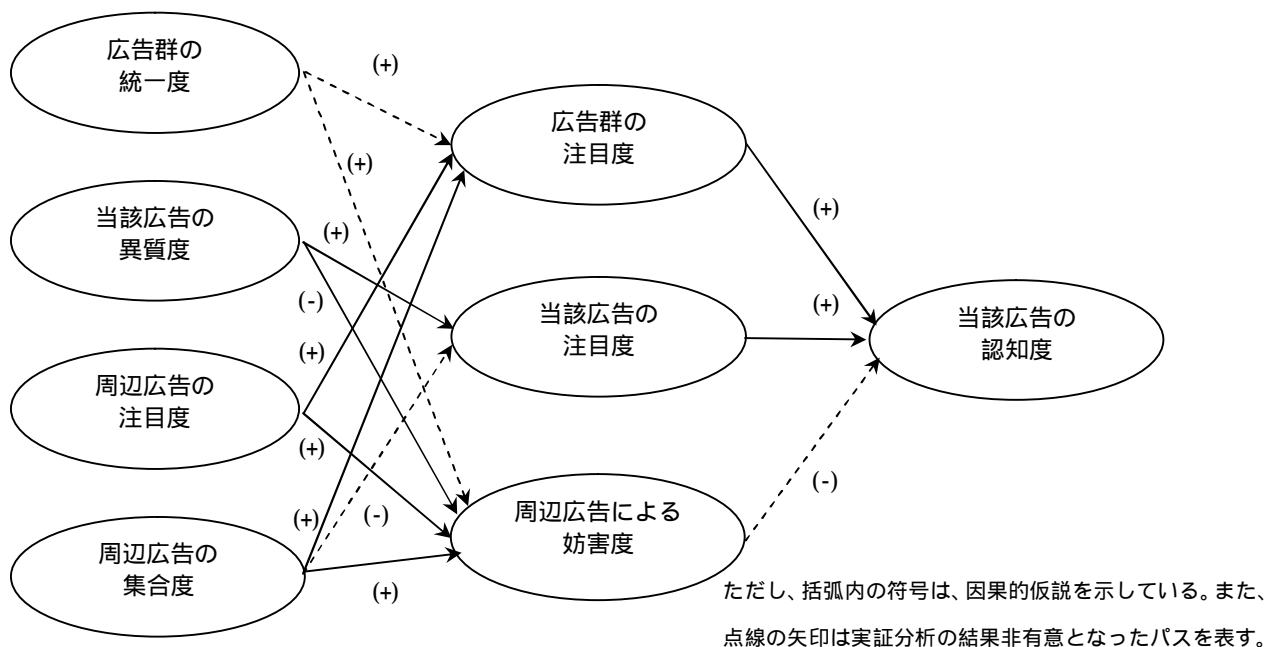 広告群の
統一度
当該広告の
異質度
周辺広告の
注目度
周辺広告の
集合度
(+)
(+)
(+)
(-)
(+)
(+)
(+)
(-)
(+)
広告群の
注目度
当該広告の
注目度
周辺広告による
妨害度
(+)
(+)
(-)
当該広告の
認知度
ただし、括弧内の符号は、因果的仮説を示している。また、
点線の矢印は実証分析の結果非有意となったパスを表す。